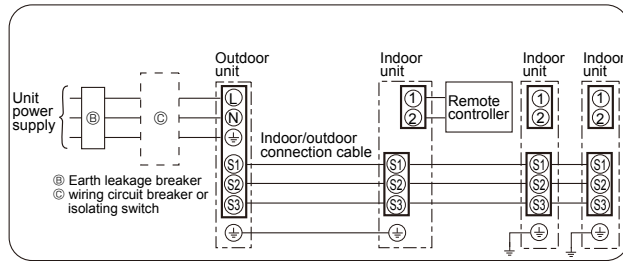 Outdoor unit
Indoor unit
Indoor unit
Indoor unit
Unit power supply
Ⓑ
Ⓒ
L
N
Remote controller
1
2
1
2
1
2
Indoor/outdoor connection cable
S1
S2
S3
S1
S2
S3
S1
S2
S3
S1
S2
S3
Ⓑ Earth leakage breaker
Ⓒ wiring circuit breaker or
isolating switch